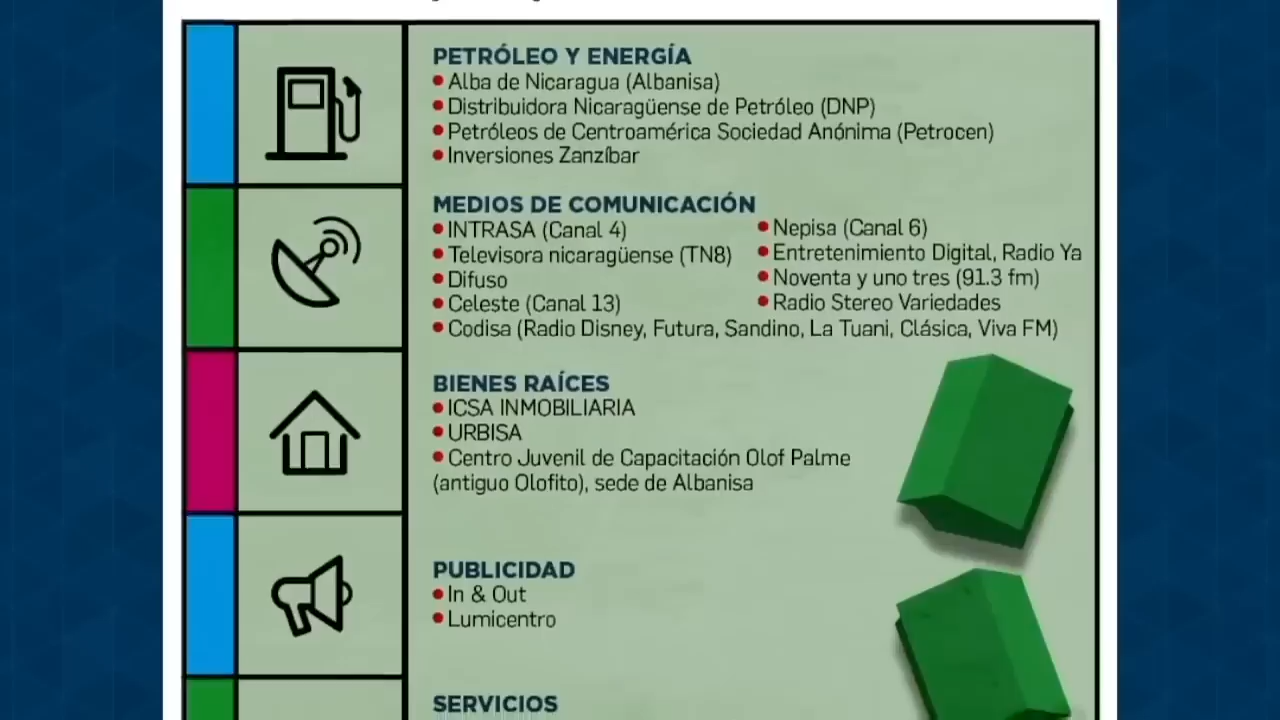 PETRÓLEO Y ENERGÍA
Alba de Nicaragua (Albanisa)
Distribuidora Nicaragüense de Petróleo (DNP)
Petróleos de Centroamérica Sociedad Anónima (Petrocen)
Inversiones Zanzíbar
MEDIOS DE COMUNICACIÓN
INTRASA (Canal 4)
Televisora nicaragüense (TN8)
Difuso
Celeste (Canal 13)
Nepisa (Canal 6)
Entretenimiento Digital, Radio Ya
Noventa y uno tres (91.3 fm)
Radio Stereo Variedades
Codisa (Radio Disney, Futura, Sandino, La Tuani, Clásica, Viva FM)
BIENES RAÍCES
ICSA INMOBILIARIA
URBISA
Centro Juvenil de Capacitación Olof Palme
(antiguo Olofito), sede de Albanisa
PUBLICIDAD
In & Out
Lumicentro
SERVICIOS